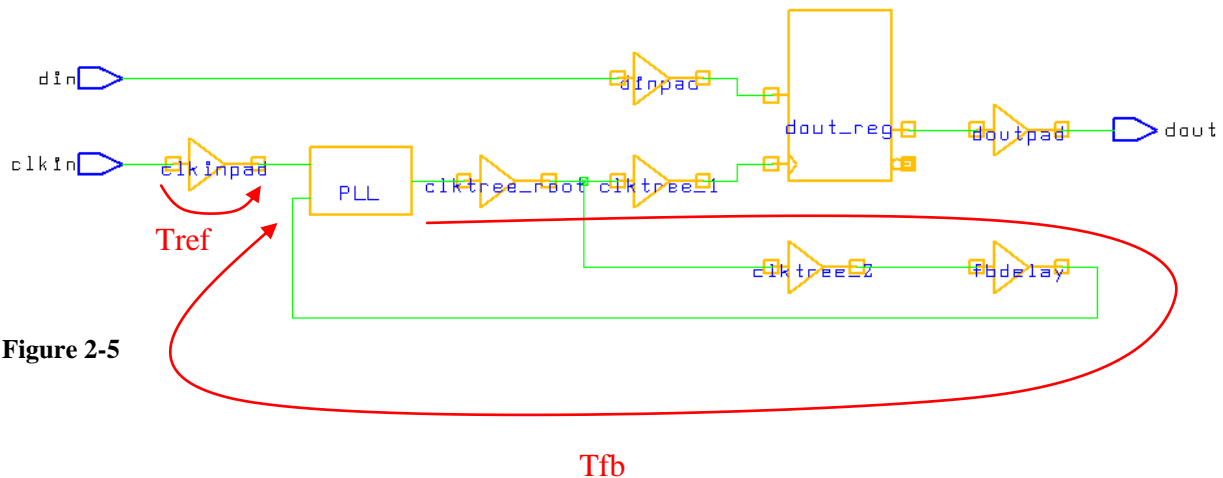 din
dinpad
dout_reg
doutpad
dout
clkin
clkinpad
PLL
clktree_root
clktree_1
Tref
clktree_2
fbdelay
Figure 2-5
Tfb